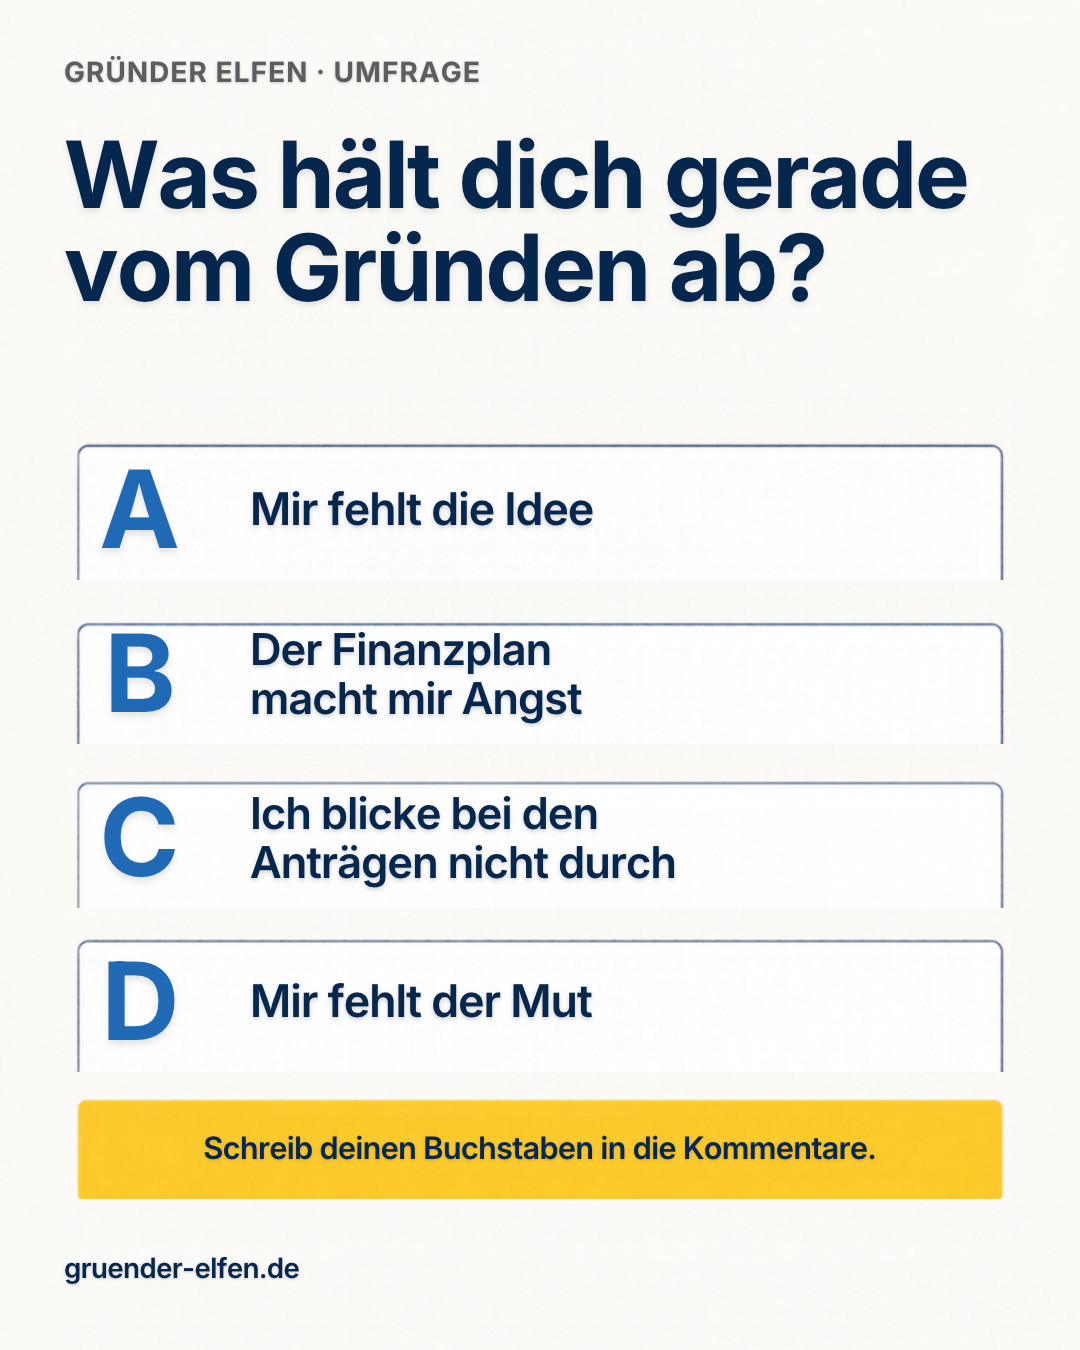 GRÜNDER ELFEN · UMFRAGE
Was hält dich gerade
vom Gründen ab?
A Mir fehlt die Idee
B Der Finanzplan
macht mir Angst
C Ich blicke bei den
Anträgen nicht durch
D Mir fehlt der Mut
Schreib deinen Buchstaben in die Kommentare.
gruender-elfen.de